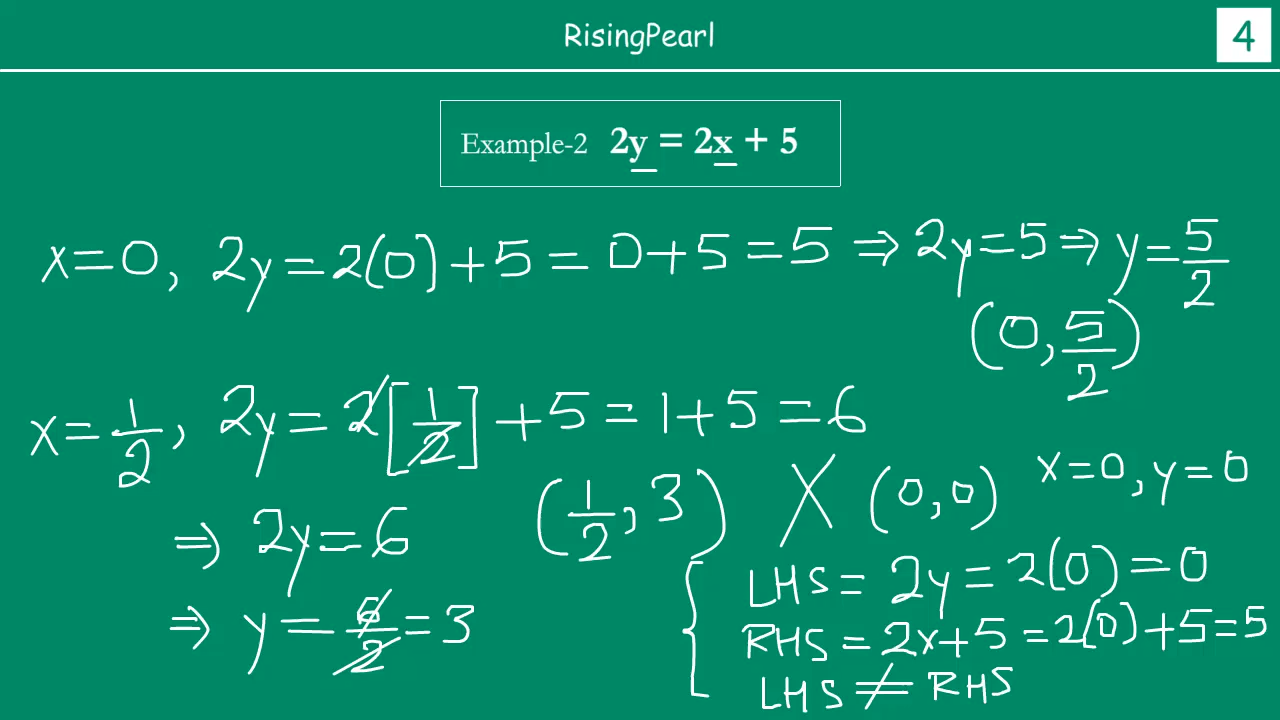 RisingPearl
4
Example-2 2y = 2x + 5
x=0, 2y=2(0)+5=0+5=5 ⇒ 2y=5 ⇒ y=5/2
(0, 5/2)
x=1/2, 2y=2[1/2]+5=1+5=6
⇒ 2y=6
⇒ y=6/2=3
(1/2, 3)
X (0,0) x=0, y=0
LHS = 2y = 2(0) = 0
RHS = 2x+5 = 2(0)+5=5
LHS ≠ RHS